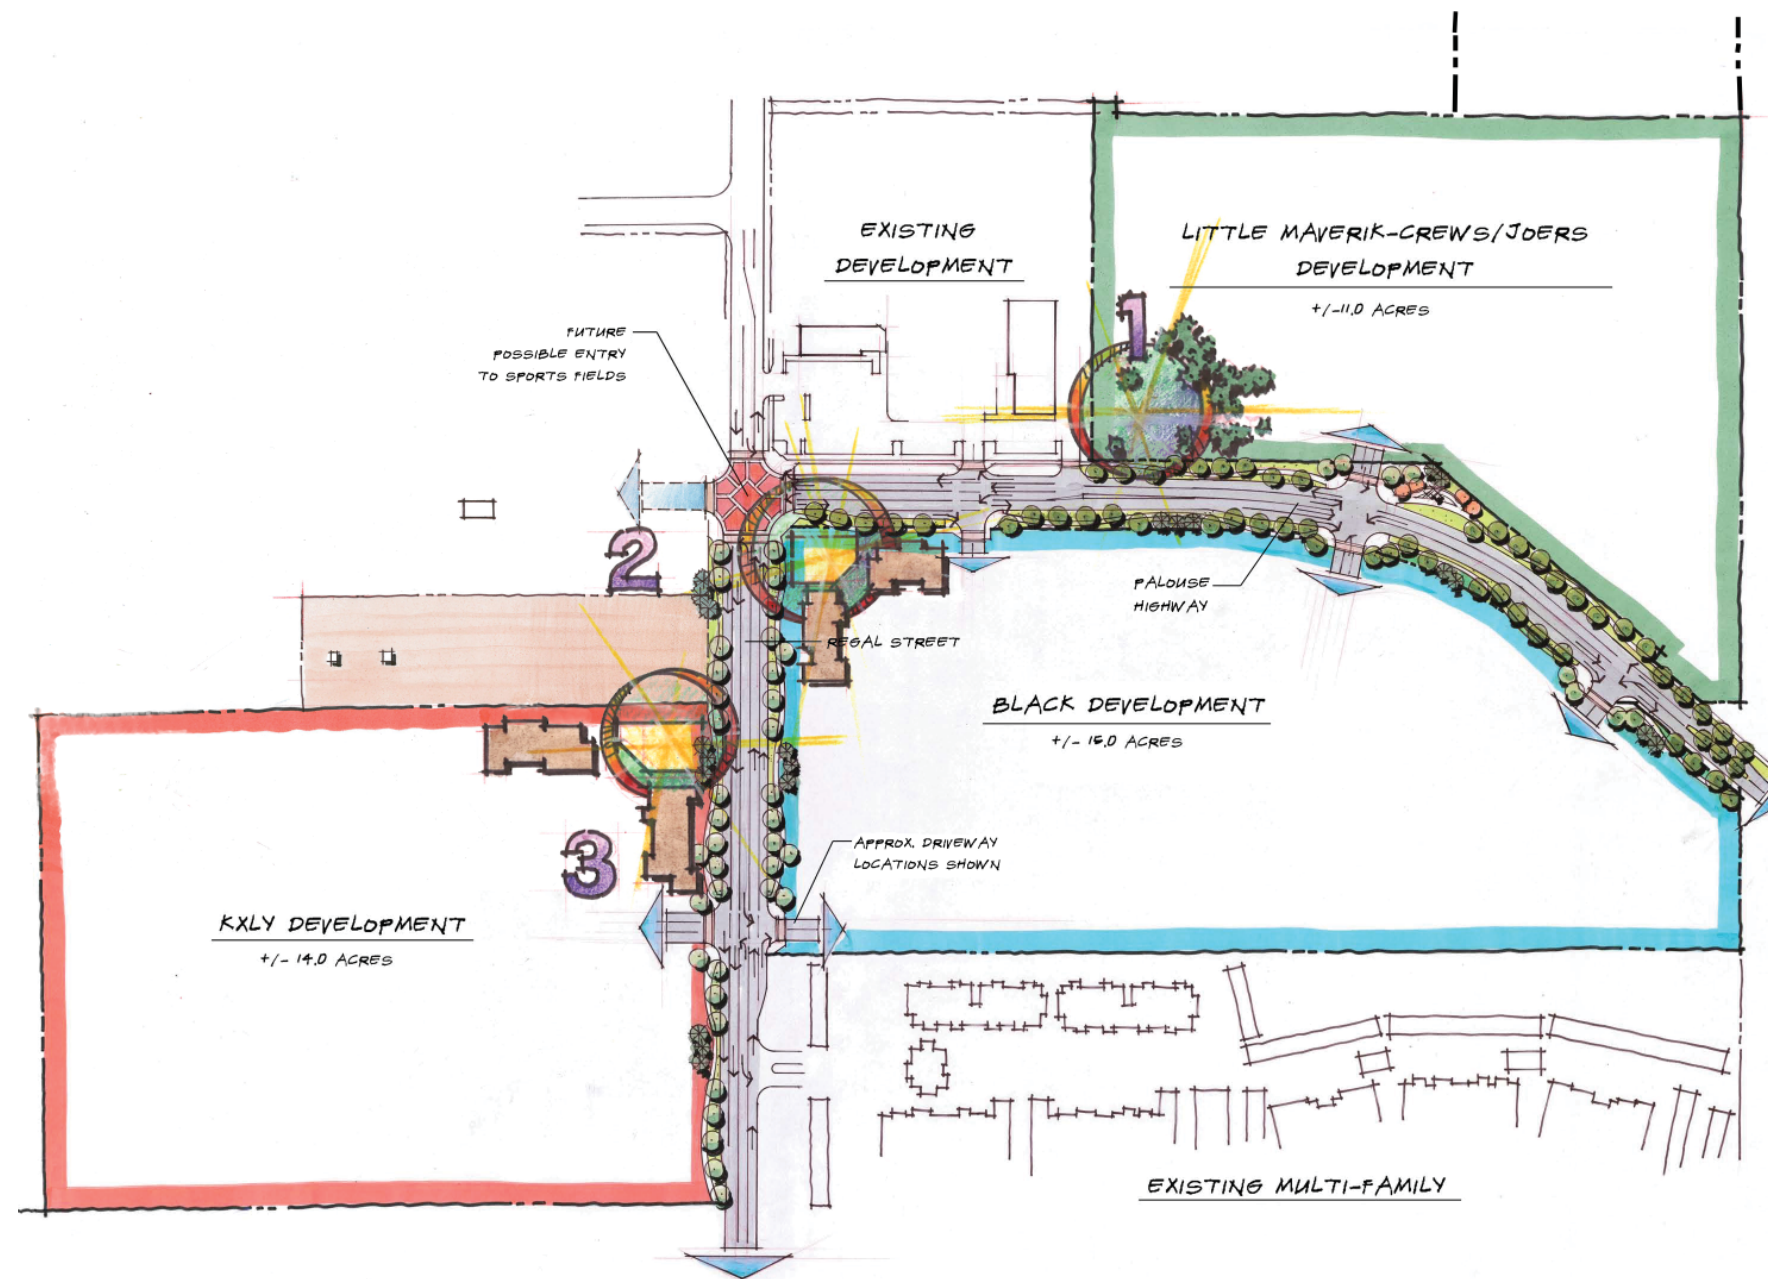 EXISTING
DEVELOPMENT
LITTLE MAVERIK-CREWS/JOERS
DEVELOPMENT
+/-11.0 ACRES
1
FUTURE
POSSIBLE ENTRY
TO SPORTS FIELDS
2
PALOUSE
HIGHWAY
REGAL STREET
BLACK DEVELOPMENT
+/- 15.0 ACRES
3
APPROX. DRIVEWAY
LOCATIONS SHOWN
KXLY DEVELOPMENT
+/- 14.0 ACRES
EXISTING MULTI-FAMILY